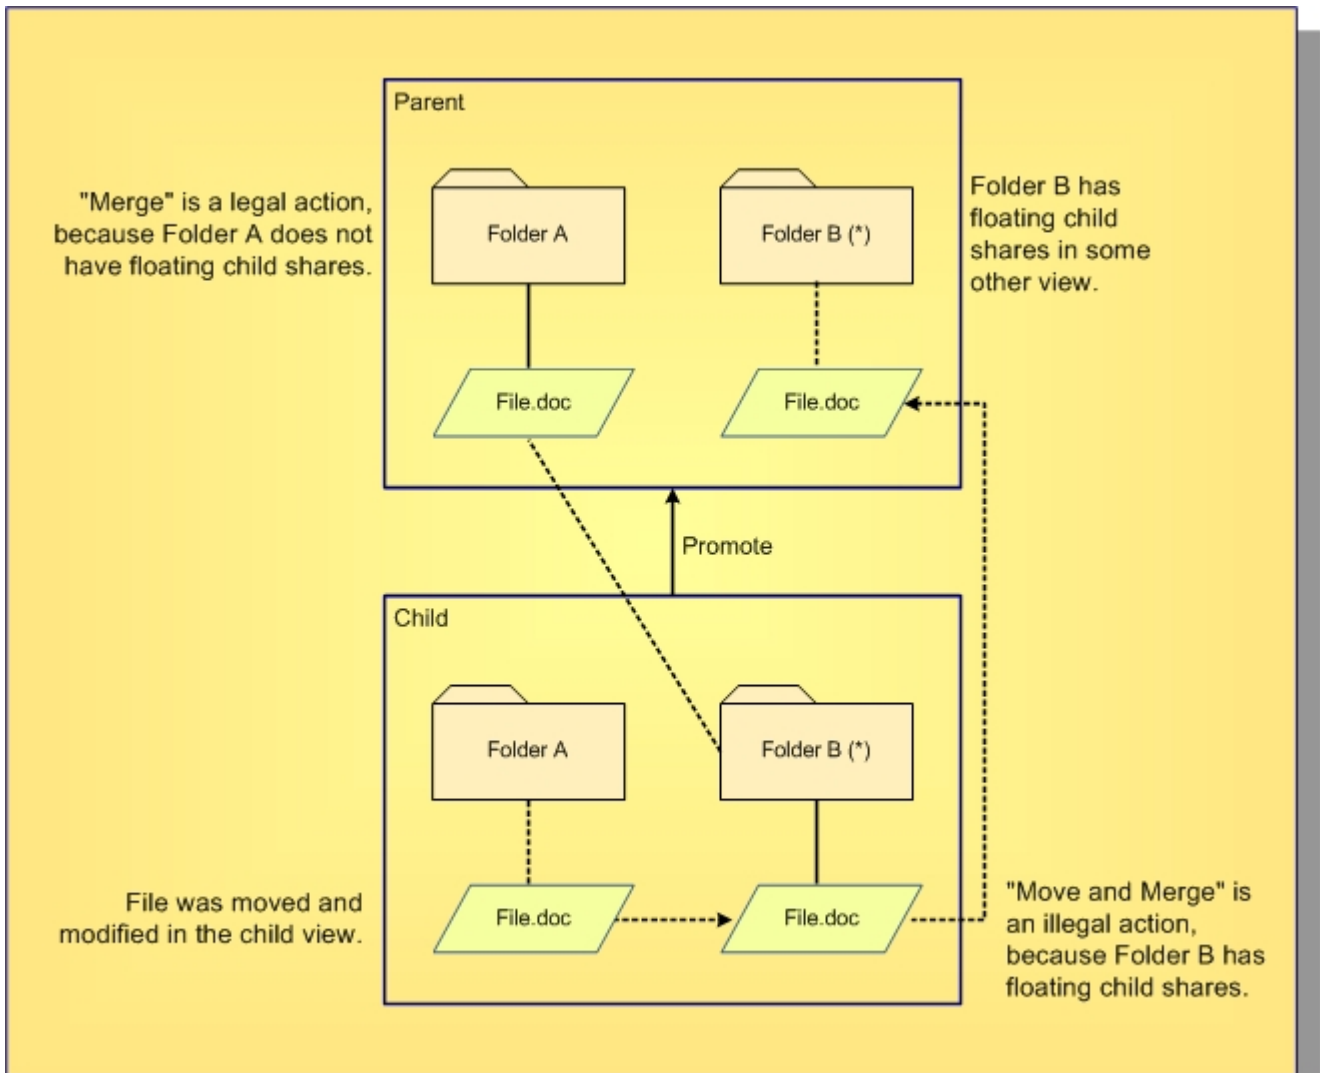 Parent
"Merge" is a legal action,
because Folder A does not
have floating child shares.
Folder A
Folder B (*)
Folder B has
floating child
shares in some
other view.
File.doc
File.doc
Promote
Child
Folder A
Folder B (*)
File was moved and
modified in the child view.
File.doc
File.doc
"Move and Merge" is
an illegal action,
because Folder B has
floating child shares.